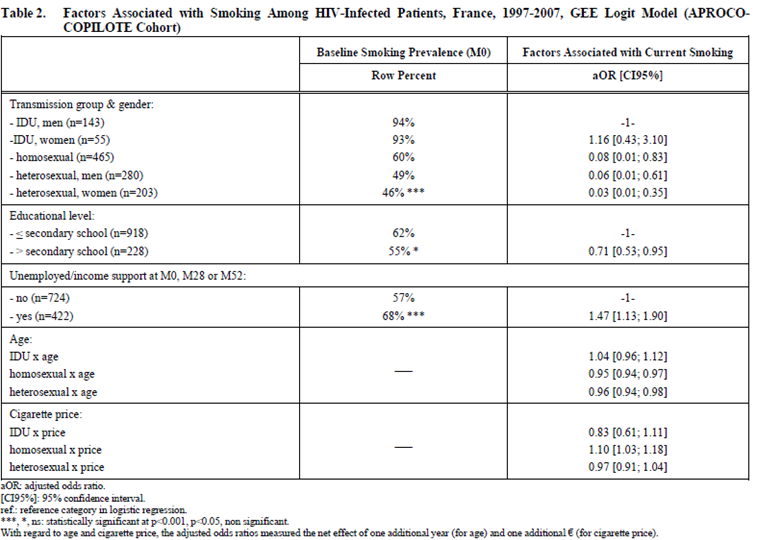 Table 2. Factors Associated with Smoking Among HIV-Infected Patients, France, 1997-2007, GEE Logit Model (APROCO-
COPILOTE Cohort)
Baseline Smoking Prevalence (M0) Factors Associated with Current Smoking
Row Percent aOR [CI95%]
Transmission group & gender:
- IDU, men (n=143) 94% -1-
-IDU, women (n=55) 93% 1.16 [0.43; 3.10]
- homosexual (n=465) 60% 0.08 [0.01; 0.83]
- heterosexual, men (n=280) 49% 0.06 [0.01; 0.61]
- heterosexual, women (n=203) 46% *** 0.03 [0.01; 0.35]
Educational level:
- ≤ secondary school (n=918) 62% -1-
- > secondary school (n=228) 55% * 0.71 [0.53; 0.95]
Unemployed/income support at M0, M28 or M52:
- no (n=724) 57% -1-
- yes (n=422) 68% *** 1.47 [1.13; 1.90]
Age:
IDU x age 1.04 [0.96; 1.12]
homosexual x age — 0.95 [0.94; 0.97]
heterosexual x age 0.96 [0.94; 0.98]
Cigarette price:
IDU x price 0.83 [0.61; 1.11]
homosexual x price — 1.10 [1.03; 1.18]
heterosexual x price 0.97 [0.91; 1.04]
aOR: adjusted odds ratio.
[CI95%]: 95% confidence interval.
ref.: reference category in logistic regression.
***, *, ns: statistically significant at p<0.001, p<0.05, non significant.
With regard to age and cigarette price, the adjusted odds ratios measured the net effect of one additional year (for age) and one additional € (for cigarette price).